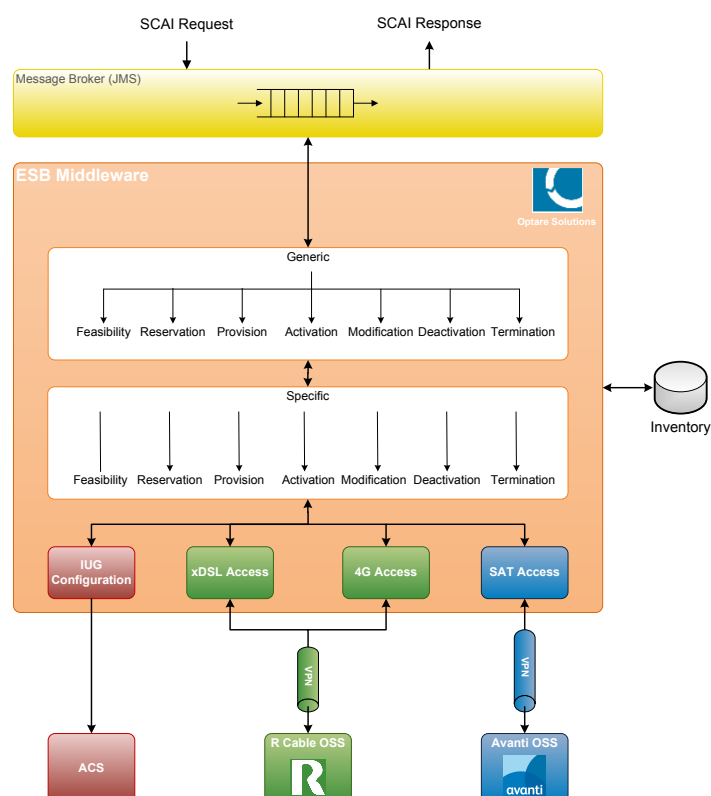 SCAI Request
SCAI Response
Message Broker (JMS)
ESB Middleware
Optare Solutions
Generic
Feasibility Reservation Provision Activation Modification Deactivation Termination
Specific
Feasibility Reservation Provision Activation Modification Deactivation Termination
Inventory
IUG
Configuration
xDSL Access
4G Access
SAT Access
VPN
VPN
ACS
R Cable OSS
R
Avanti OSS
avanti